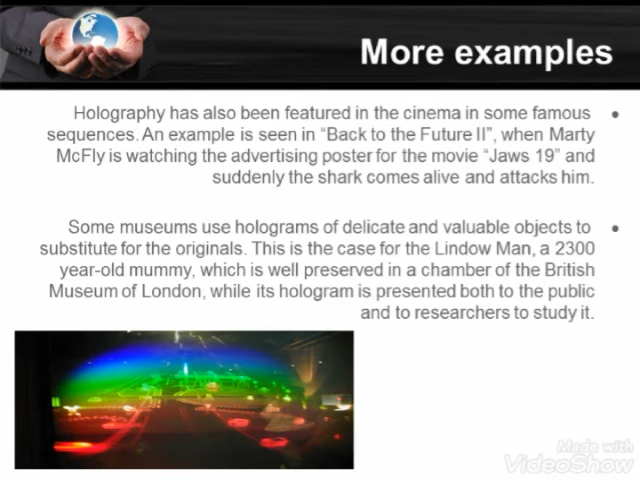 More examples
Holography has also been featured in the cinema in some famous
sequences. An example is seen in “Back to the Future II”, when Marty
McFly is watching the advertising poster for the movie “Jaws 19” and
suddenly the shark comes alive and attacks him.
Some museums use holograms of delicate and valuable objects to
substitute for the originals. This is the case for the Lindow Man, a 2300
year-old mummy, which is well preserved in a chamber of the British
Museum of London, while its hologram is presented both to the public
and to researchers to study it.
Made with
VideoShow